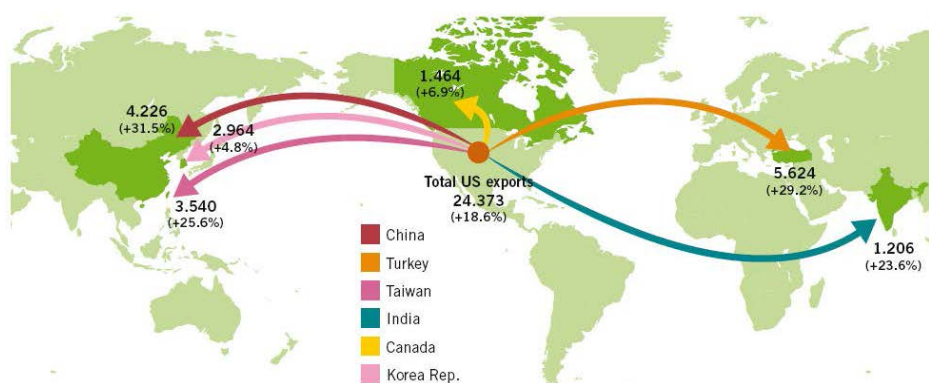 1.464
(+6.9%)
4.226
(+31.5%)
2.964
(+4.8%)
3.540
(+25.6%)
Total US exports
24.373
(+18.6%)
5.624
(+29.2%)
1.206
(+23.6%)
China
Turkey
Taiwan
India
Canada
Korea Rep.